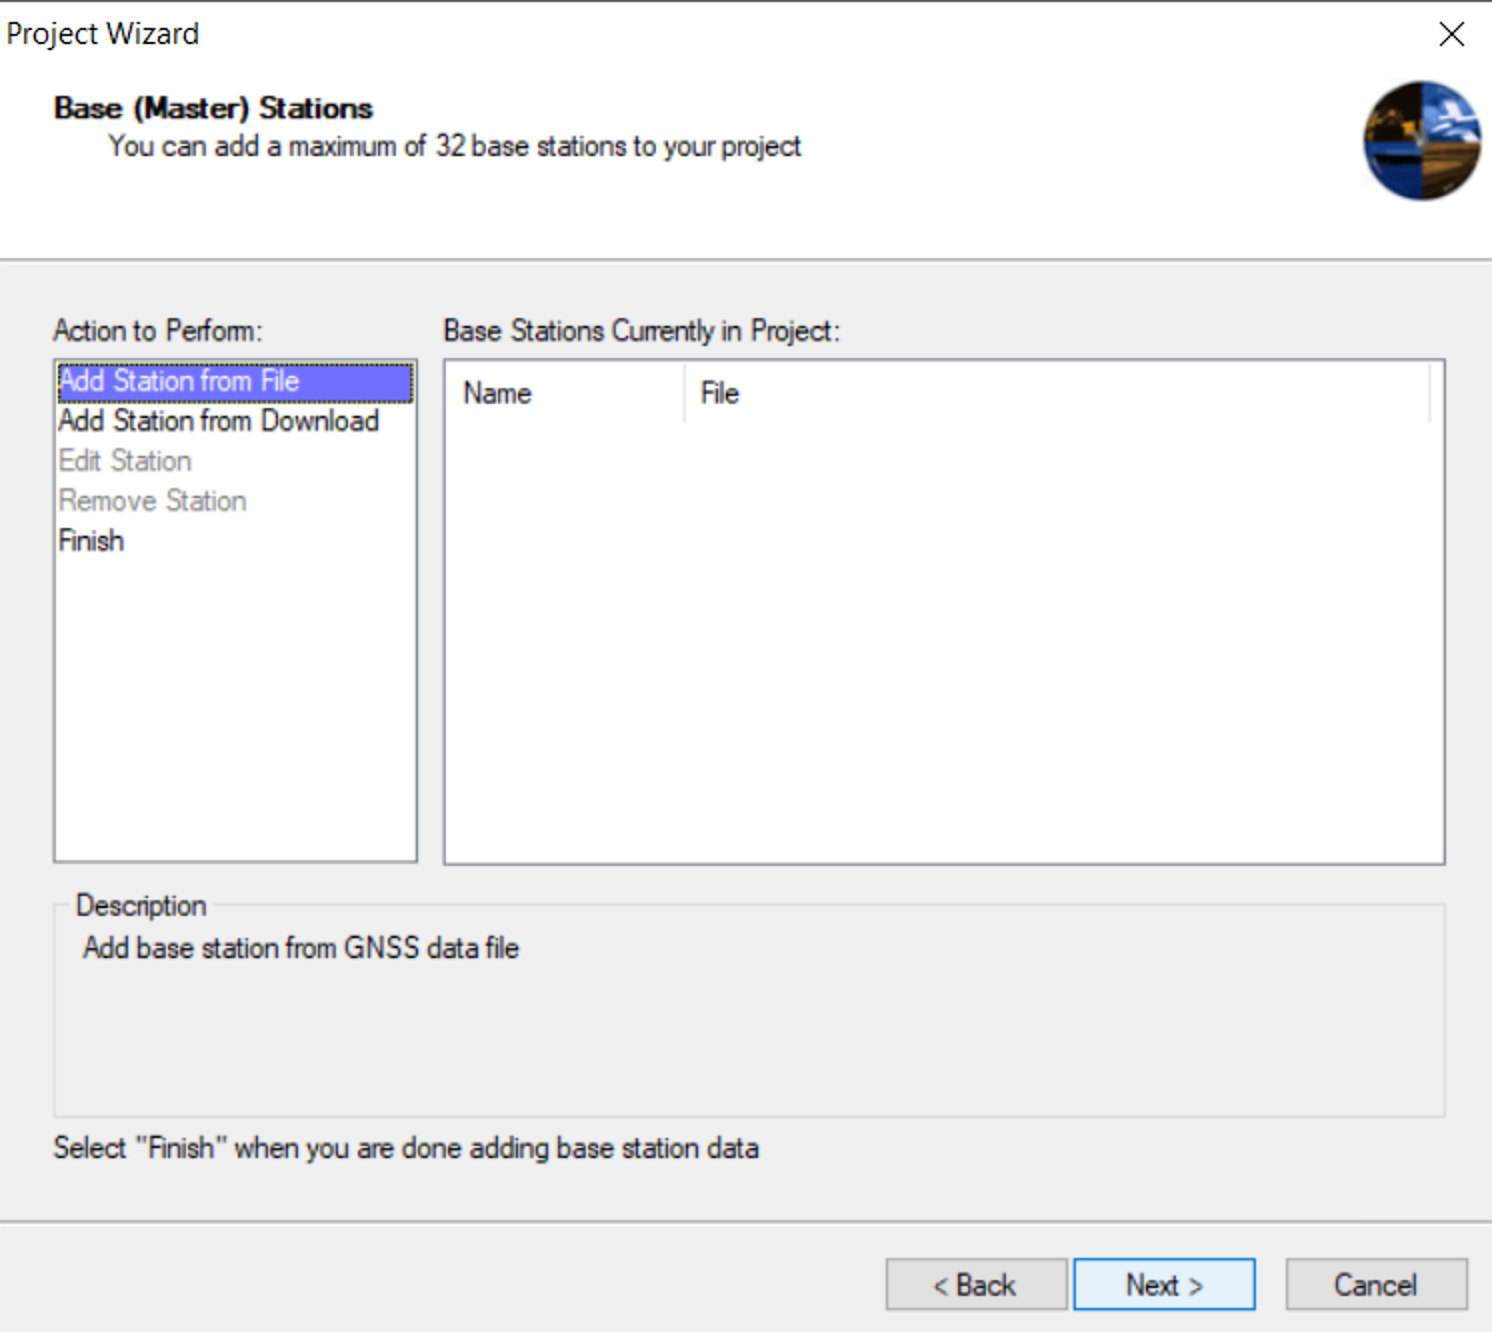 Project Wizard
Base (Master) Stations
You can add a maximum of 32 base stations to your project
Action to Perform:
Add Station from File
Add Station from Download
Edit Station
Remove Station
Finish
Base Stations Currently in Project:
Name File
Description
Add base station from GNSS data file
Select "Finish" when you are done adding base station data
< Back Next > Cancel